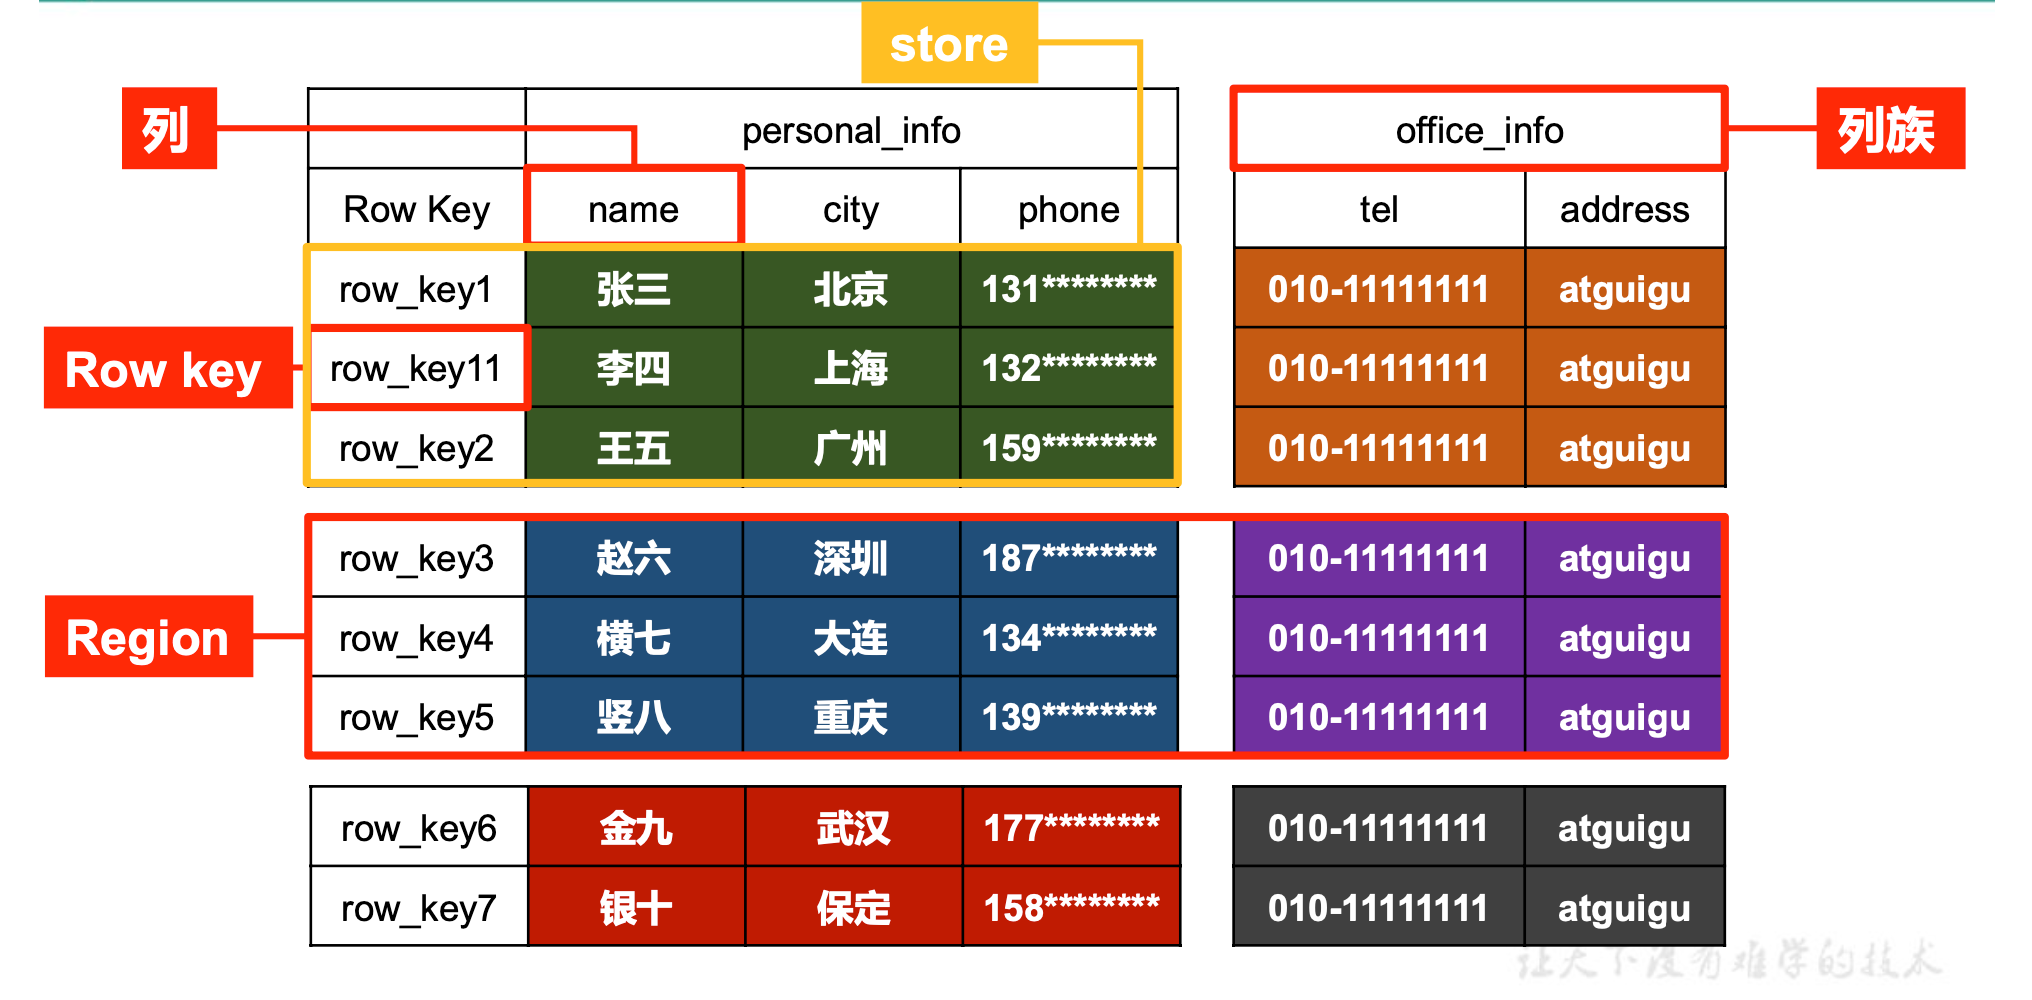 store
列 personal_info office_info 列族
Row Key name city phone tel address
row_key1 张三 北京 131******** 010-11111111 atguigu
Row key row_key11 李四 上海 132******** 010-11111111 atguigu
row_key2 王五 广州 159******** 010-11111111 atguigu
row_key3 赵六 深圳 187******** 010-11111111 atguigu
Region row_key4 横七 大连 134******** 010-11111111 atguigu
row_key5 竖八 重庆 139******** 010-11111111 atguigu
row_key6 金九 武汉 177******** 010-11111111 atguigu
row_key7 银十 保定 158******** 010-11111111 atguigu
让天下没有难学的技术